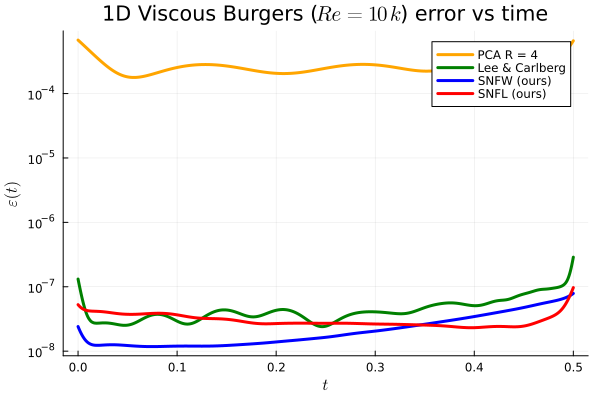 1D Viscous Burgers (Re = 10k) error vs time
PCA R = 4
Lee & Carlberg
SNFW (ours)
SNFL (ours)
10⁻⁴
10⁻⁵
10⁻⁶
10⁻⁷
10⁻⁸
ε(t)
0.0 0.1 0.2 0.3 0.4 0.5
t